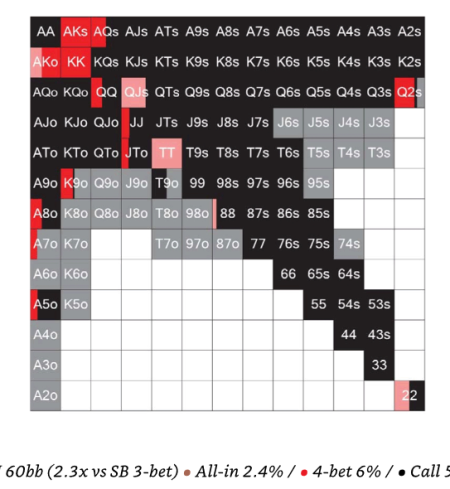 AA AKs AQs AJs ATs A9s A8s A7s A6s A5s A4s A3s A2s
AKo KK KQs KJs KTs K9s K8s K7s K6s K5s K4s K3s K2s
AQo KQo QQ QJs QTs Q9s Q8s Q7s Q6s Q5s Q4s Q3s Q2s
AJo KJo QJo JJ JTs J9s J8s J7s J6s J5s J4s J3s
ATo KTo QTo JTo TT T9s T8s T7s T6s T5s T4s T3s
A9o K9o Q9o J9o T9o 99 98s 97s 96s 95s
A8o K8o Q8o J8o T8o 98o 88 87s 86s 85s
A7o K7o T7o 97o 87o 77 76s 75s 74s
A6o K6o 66 65s 64s
A5o K5o 55 54s 53s
A4o 44 43s
A3o 33
A2o 22
60bb (2.3x vs SB 3-bet) • All-in 2.4% / • 4-bet 6% / • Call 5